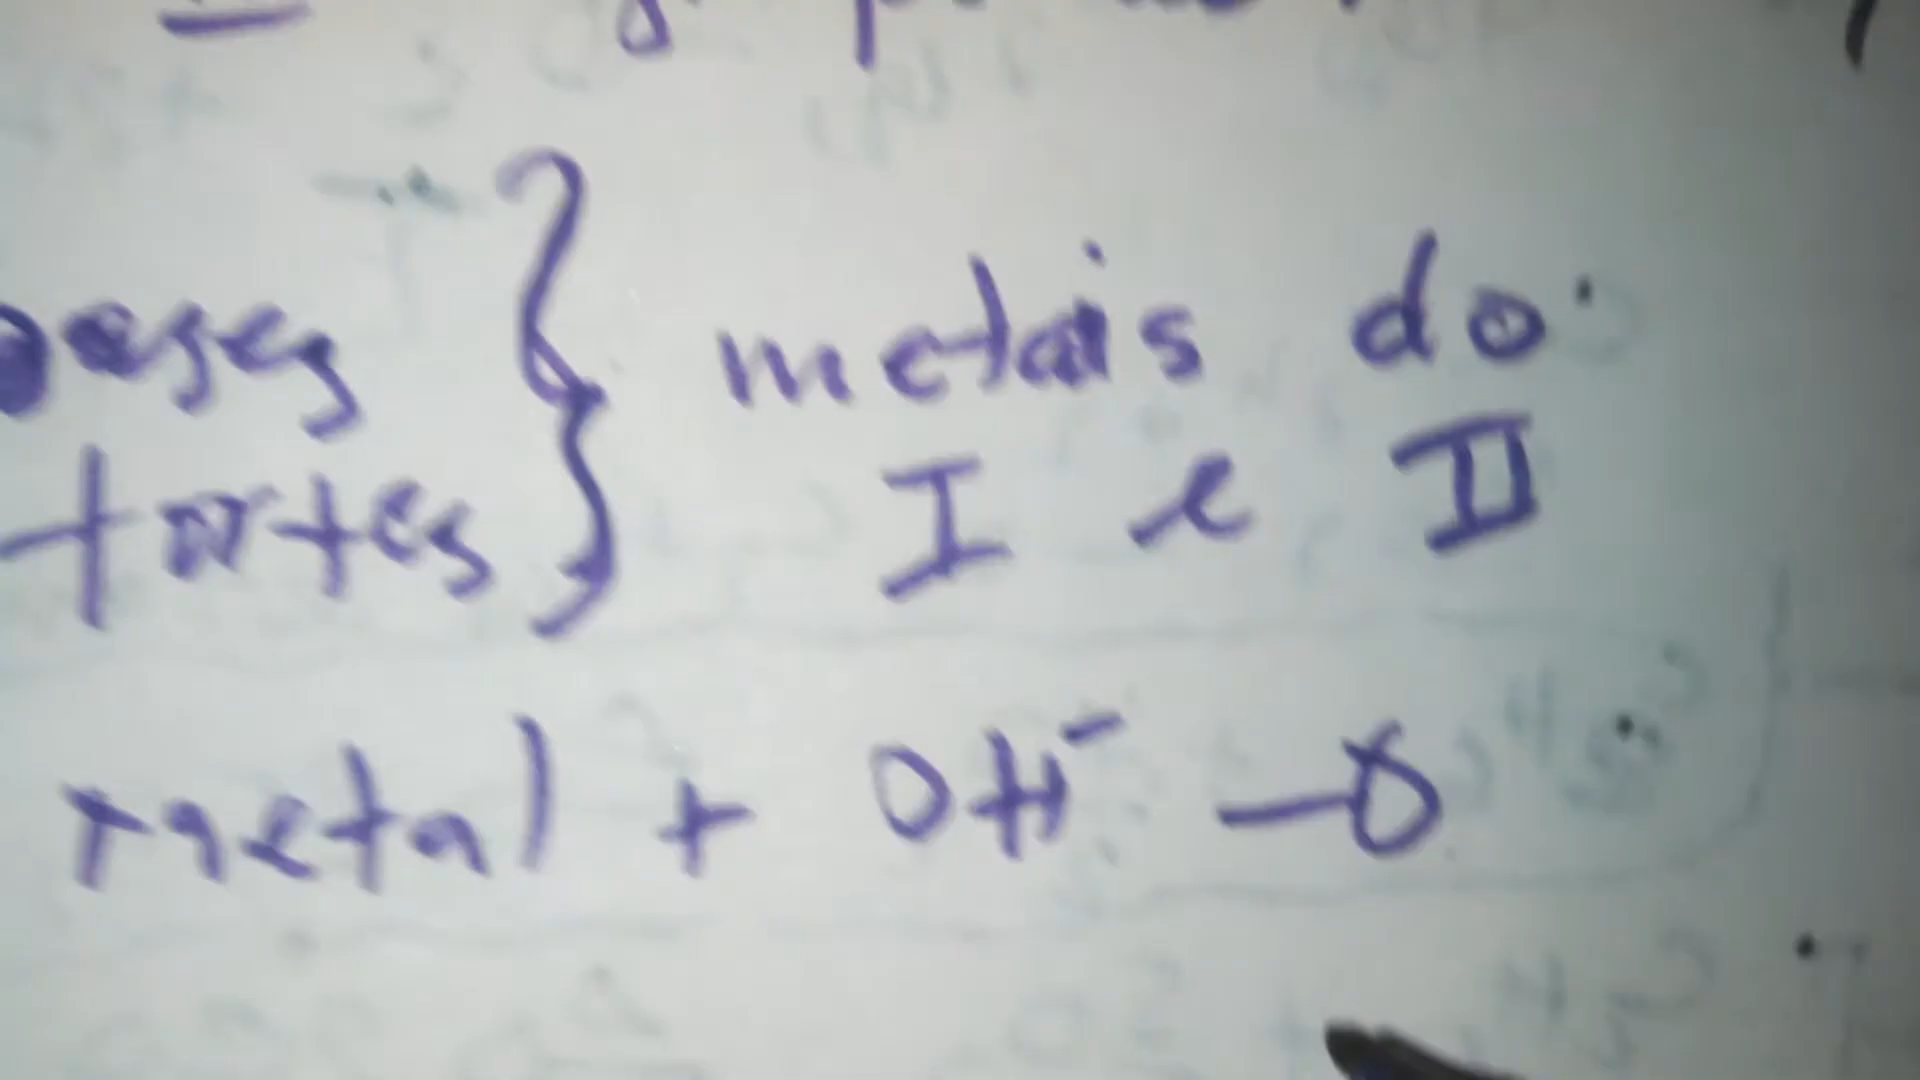 bases } metais do
fortes } I e II
metal + OH⁻ →